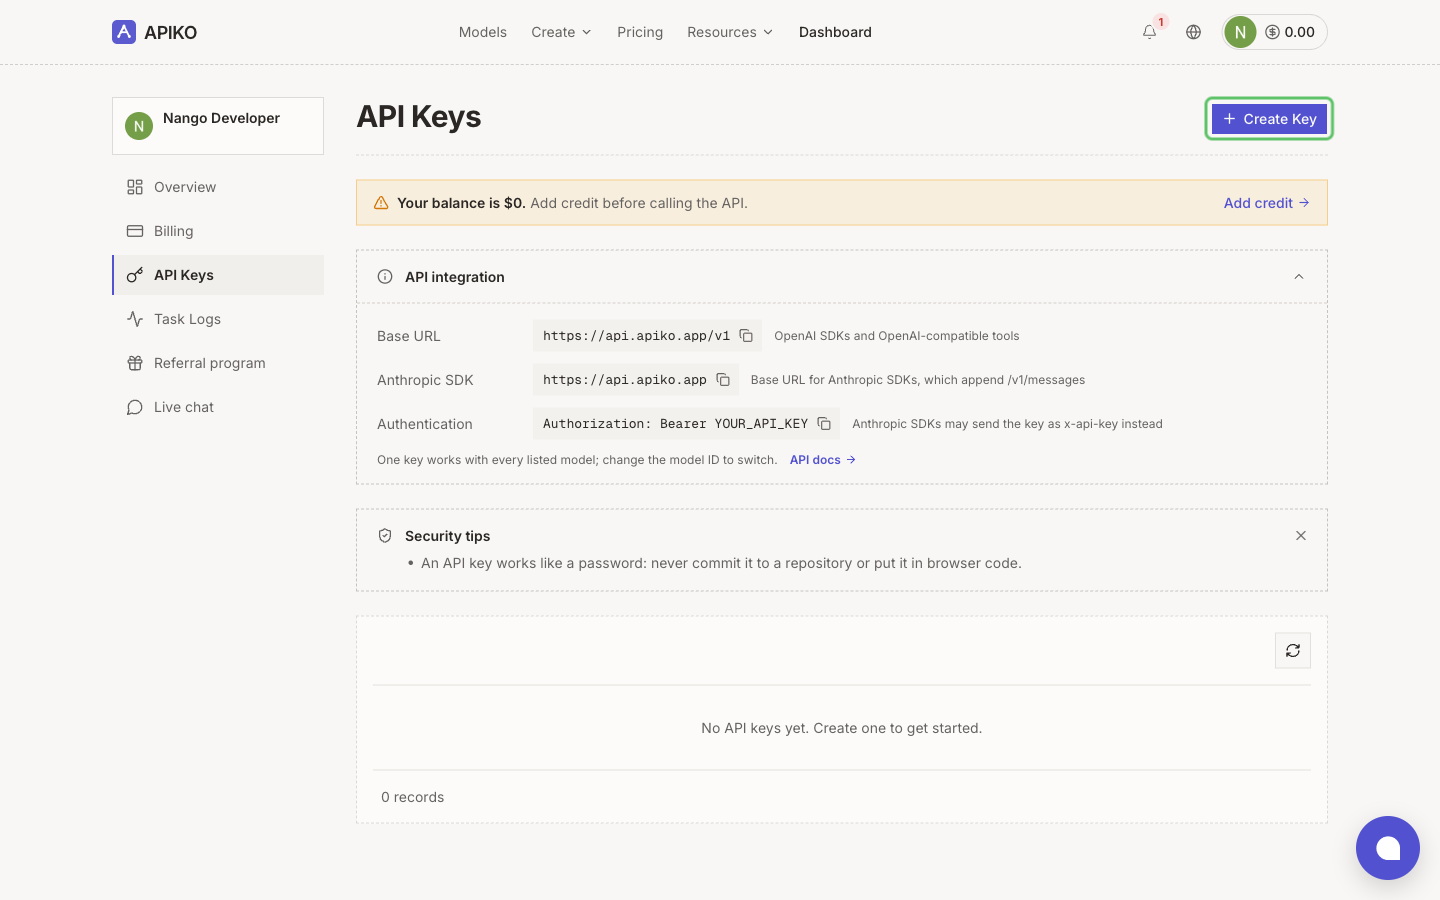 APIKO
Models
Create
Pricing
Resources
Dashboard
1
N
0.00
N
Nango Developer
Overview
Billing
API Keys
Task Logs
Referral program
Live chat
API Keys
+ Create Key
Your balance is $0. Add credit before calling the API.
Add credit →
API integration
Base URL
https://api.apiko.app/v1
OpenAI SDKs and OpenAI-compatible tools
Anthropic SDK
https://api.apiko.app
Base URL for Anthropic SDKs, which append /v1/messages
Authentication
Authorization: Bearer YOUR_API_KEY
Anthropic SDKs may send the key as x-api-key instead
One key works with every listed model; change the model ID to switch. API docs →
Security tips
• An API key works like a password: never commit it to a repository or put it in browser code.
No API keys yet. Create one to get started.
0 records